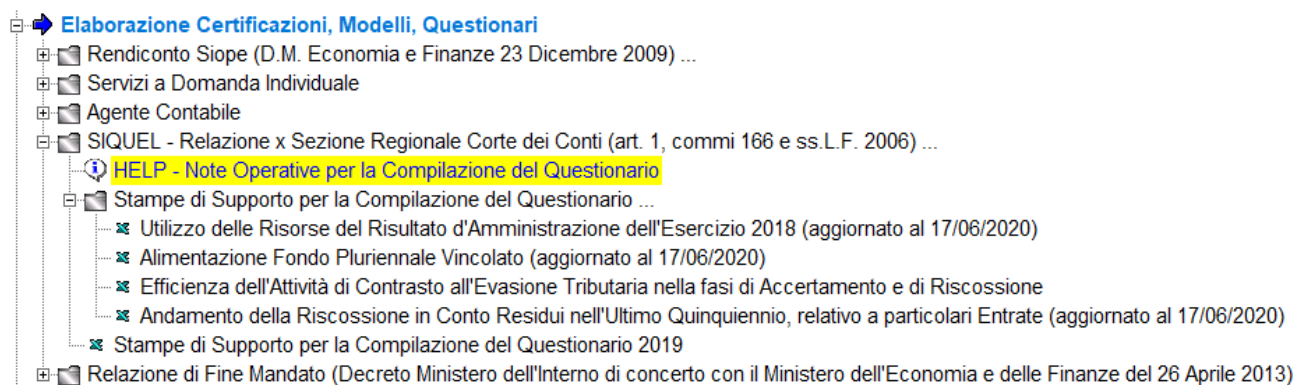 Elaborazione Certificazioni, Modelli, Questionari
Rendiconto Siope (D.M. Economia e Finanze 23 Dicembre 2009) ...
Servizi a Domanda Individuale
Agente Contabile
SIQUEL - Relazione x Sezione Regionale Corte dei Conti (art. 1, commi 166 e ss.L.F. 2006) ...
HELP - Note Operative per la Compilazione del Questionario
Stampe di Supporto per la Compilazione del Questionario ...
Utilizzo delle Risorse del Risultato d'Amministrazione dell'Esercizio 2018 (aggiornato al 17/06/2020)
Alimentazione Fondo Pluriennale Vincolato (aggiornato al 17/06/2020)
Efficienza dell'Attività di Contrasto all'Evasione Tributaria nella fasi di Accertamento e di Riscossione
Andamento della Riscossione in Conto Residui nell'Ultimo Quinquiennio, relativo a particolari Entrate (aggiornato al 17/06/2020)
Stampe di Supporto per la Compilazione del Questionario 2019
Relazione di Fine Mandato (Decreto Ministero dell'Interno di concerto con il Ministero dell'Economia e delle Finanze del 26 Aprile 2013)